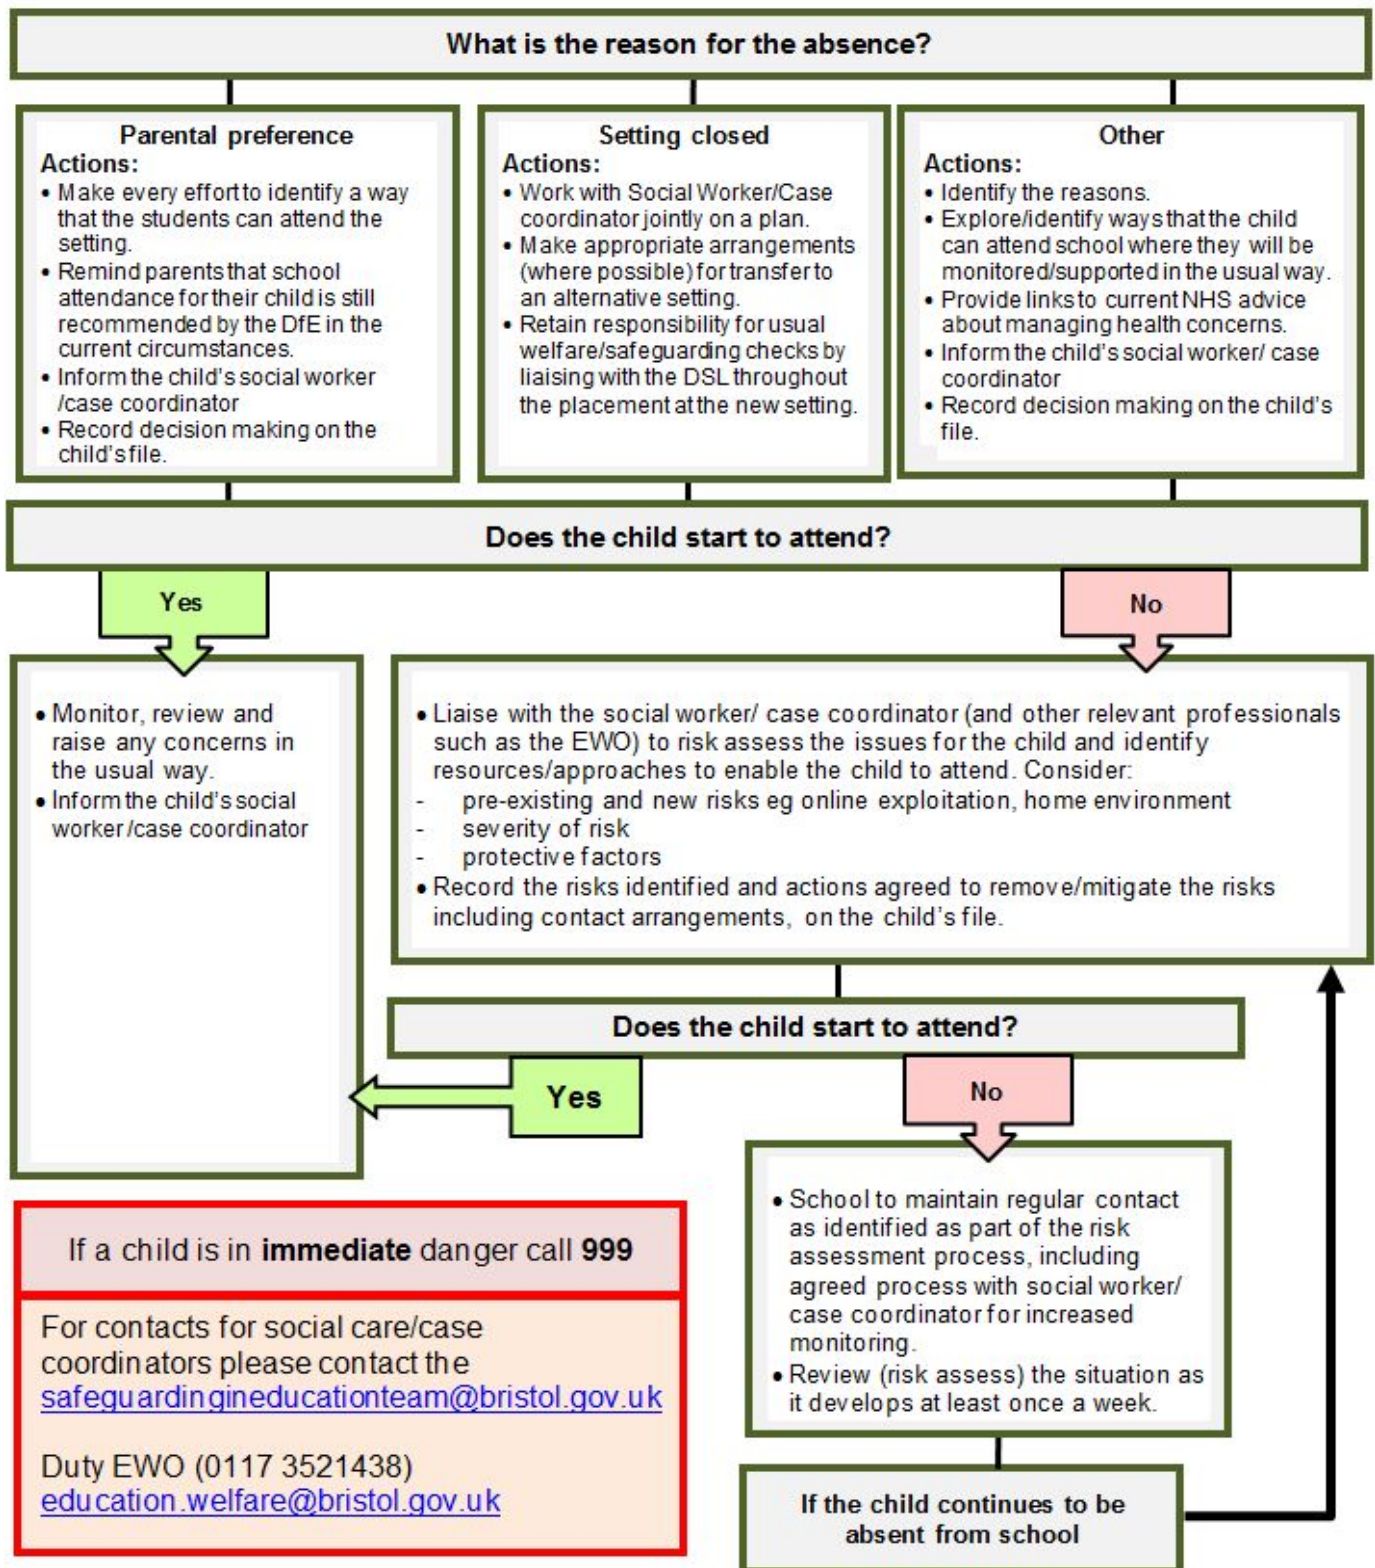 What is the reason for the absence?
Parental preference
Actions:
• Make every effort to identify a way
that the students can attend the
setting.
• Remind parents that school
attendance for their child is still
recommended by the DfE in the
current circumstances.
• Inform the child's social worker
/case coordinator
• Record decision making on the
child's file.
Setting closed
Actions:
• Work with Social Worker/Case
coordinator jointly on a plan.
• Make appropriate arrangements
(where possible) for transfer to
an alternative setting.
• Retain responsibility for usual
welfare/safeguarding checks by
liaising with the DSL throughout
the placement at the new setting.
Other
Actions:
• Identify the reasons.
• Explore/identify ways that the child
can attend school where they will be
monitored/supported in the usual way.
• Provide links to current NHS advice
about managing health concerns.
• Inform the child's social worker/ case
coordinator
• Record decision making on the child's
file.
Does the child start to attend?
Yes
No
• Monitor, review and
raise any concerns in
the usual way.
• Inform the child's social
worker /case coordinator
• Liaise with the social worker/ case coordinator (and other relevant professionals
such as the EWO) to risk assess the issues for the child and identify
resources/approaches to enable the child to attend. Consider:
- pre-existing and new risks eg online exploitation, home environment
- severity of risk
- protective factors
• Record the risks identified and actions agreed to remove/mitigate the risks
including contact arrangements, on the child's file.
Does the child start to attend?
Yes
No
• School to maintain regular contact
as identified as part of the risk
assessment process, including
agreed process with social worker/
case coordinator for increased
monitoring.
• Review (risk assess) the situation as
it develops at least once a week.
If the child continues to be
absent from school
If a child is in immediate danger call 999
For contacts for social care/case
coordinators please contact the
safeguardingineducationteam@bristol.gov.uk
Duty EWO (0117 3521438)
education.welfare@bristol.gov.uk